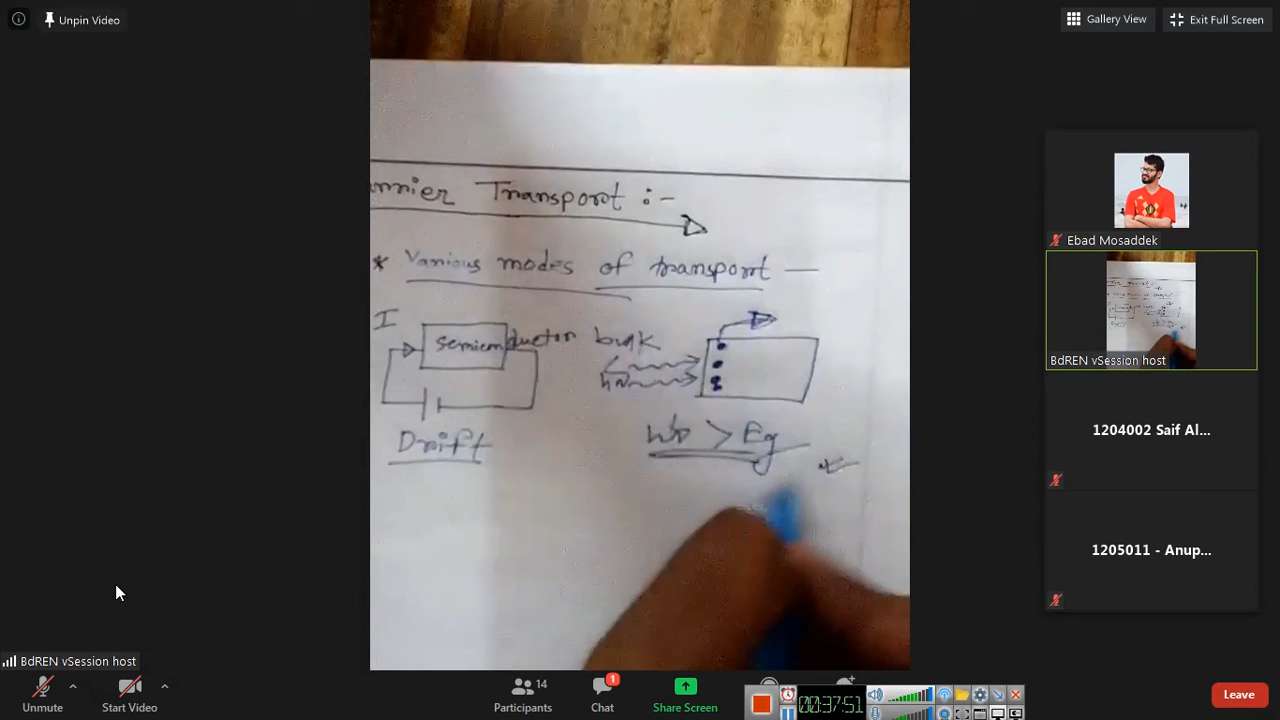 Unpin Video
Gallery View
Exit Full Screen
Transport :-
* Various modes of transport —
I
semiconductor bulk
Drift
hν > Eg
Ebad Mosaddek
BdREN vSession host
1204002 Saif Al...
1205011 - Anup...
BdREN vSession host
Unmute
Start Video
14
Participants
1
Chat
Share Screen
00:37:51
Leave